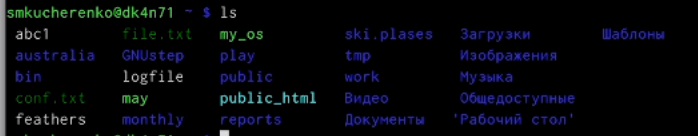 smkucherenko@dk4n71 ~ $ ls
abc1 file.txt my_os ski.plases Загрузки Шаблоны
australia GNUstep play tmp Изображения
bin logfile public work Музыка
conf.txt may public_html Видео Общедоступные
feathers monthly reports Документы 'Рабочий стол'